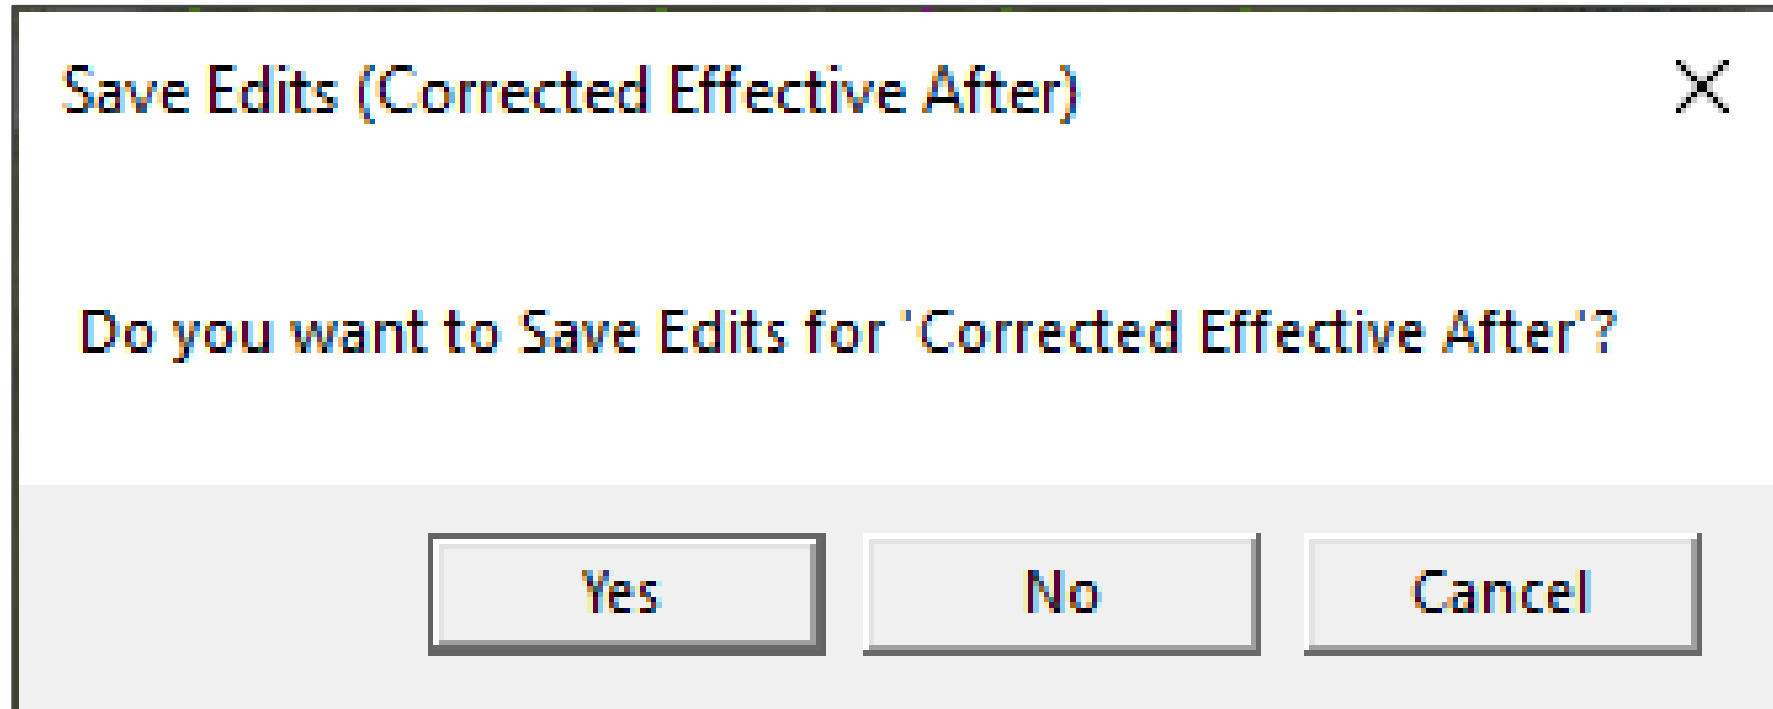 Save Edits (Corrected Effective After)
Do you want to Save Edits for 'Corrected Effective After'?
Yes No Cancel